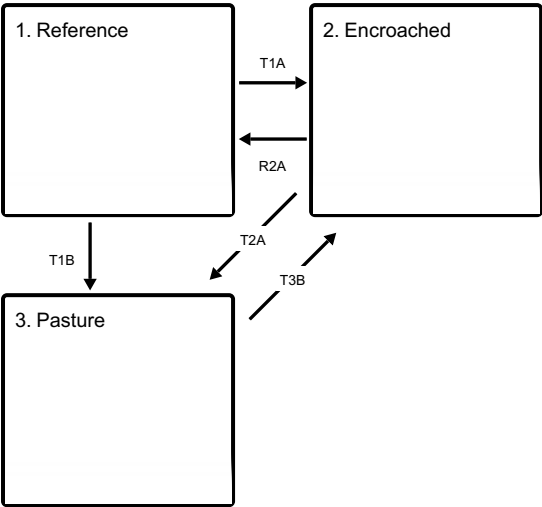 1. Reference
2. Encroached
T1A
R2A
T2A
T1B
T3B
3. Pasture